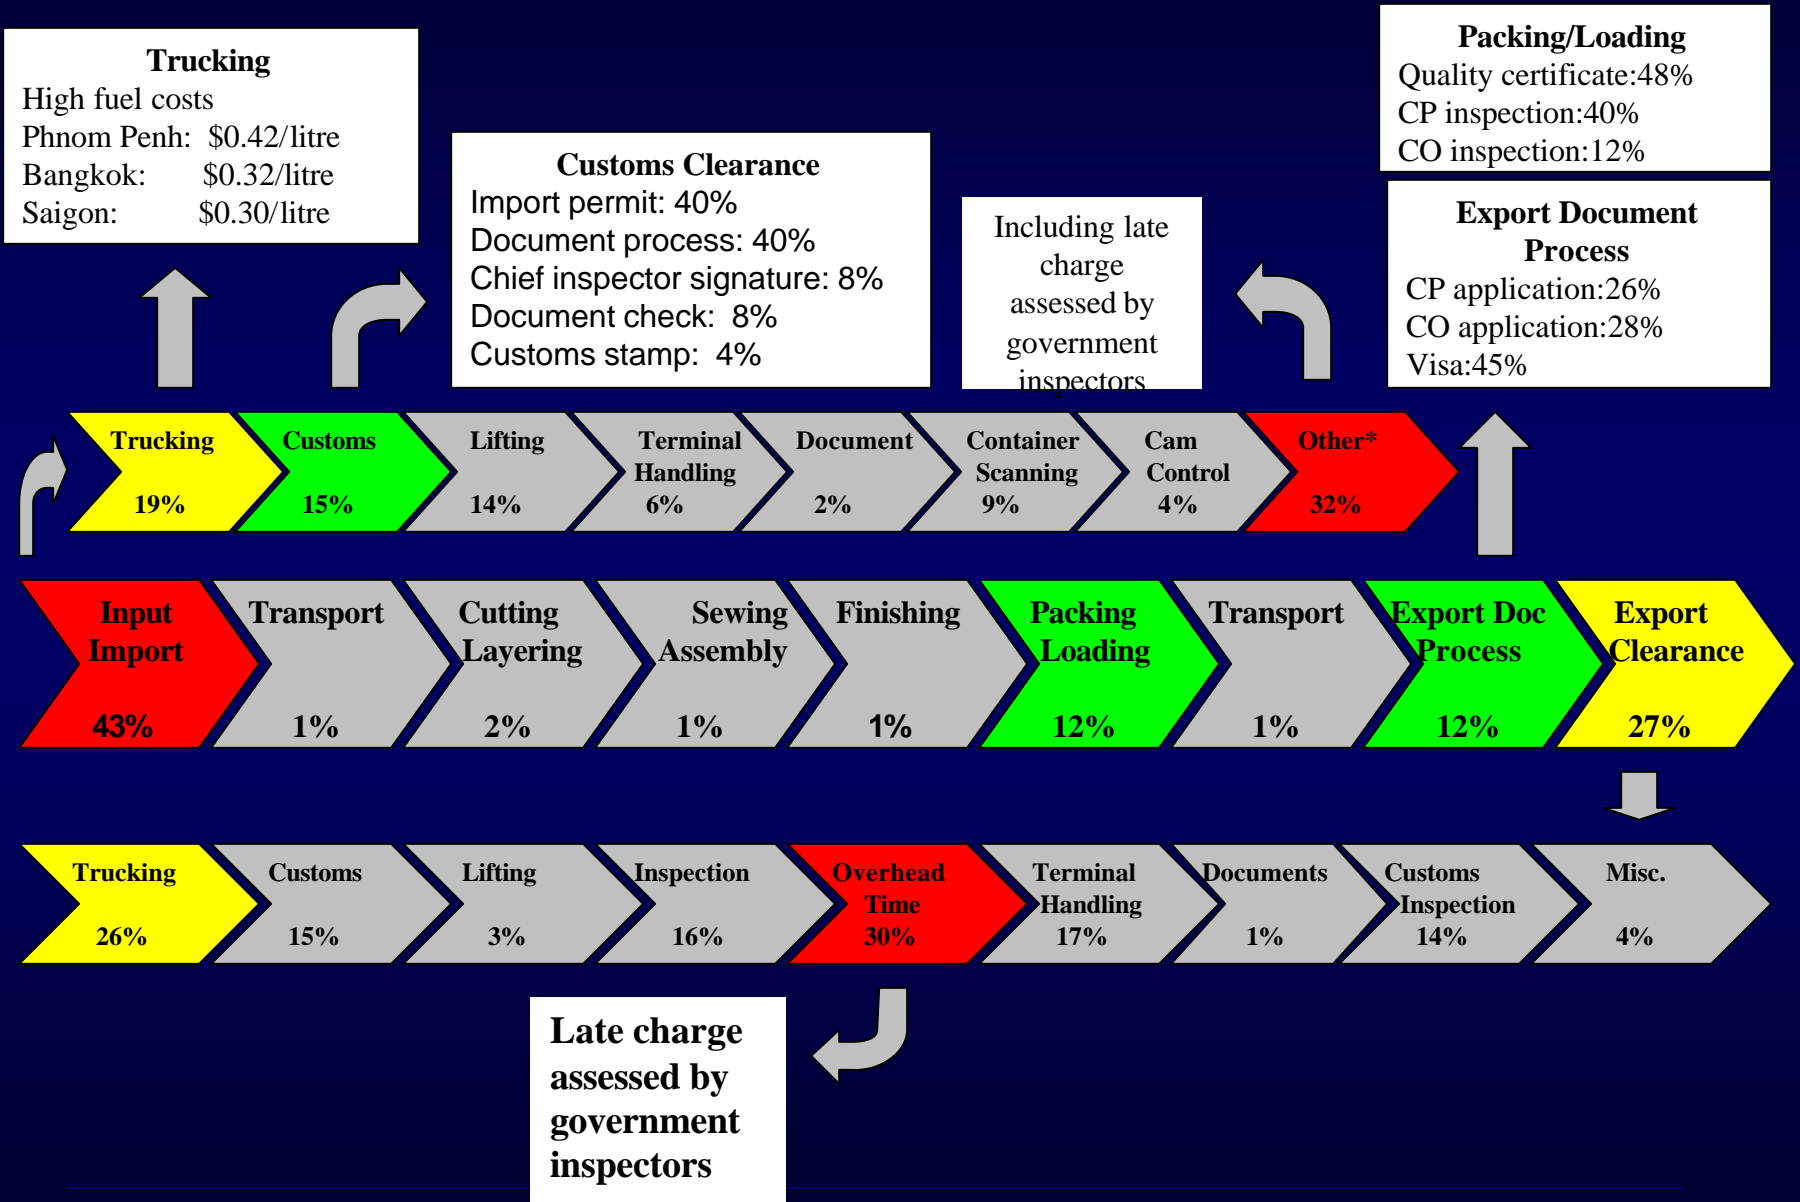 Trucking
High fuel costs
Phnom Penh: $0.42/litre
Bangkok: $0.32/litre
Saigon: $0.30/litre
Customs Clearance
Import permit: 40%
Document process: 40%
Chief inspector signature: 8%
Document check: 8%
Customs stamp: 4%
Including late
charge
assessed by
government
inspectors
Packing/Loading
Quality certificate:48%
CP inspection:40%
CO inspection:12%
Export Document
Process
CP application:26%
CO application:28%
Visa:45%
Trucking
19%
Customs
15%
Lifting
14%
Terminal
Handling
6%
Document
2%
Container
Scanning
9%
Cam
Control
4%
Other*
32%
Input
Import
43%
Transport
1%
Cutting
Layering
2%
Sewing
Assembly
1%
Finishing
1%
Packing
Loading
12%
Transport
1%
Export Doc
Process
12%
Export
Clearance
27%
Trucking
26%
Customs
15%
Lifting
3%
Inspection
16%
Overhead
Time
30%
Terminal
Handling
17%
Documents
1%
Customs
Inspection
14%
Misc.
4%
Late charge
assessed by
government
inspectors